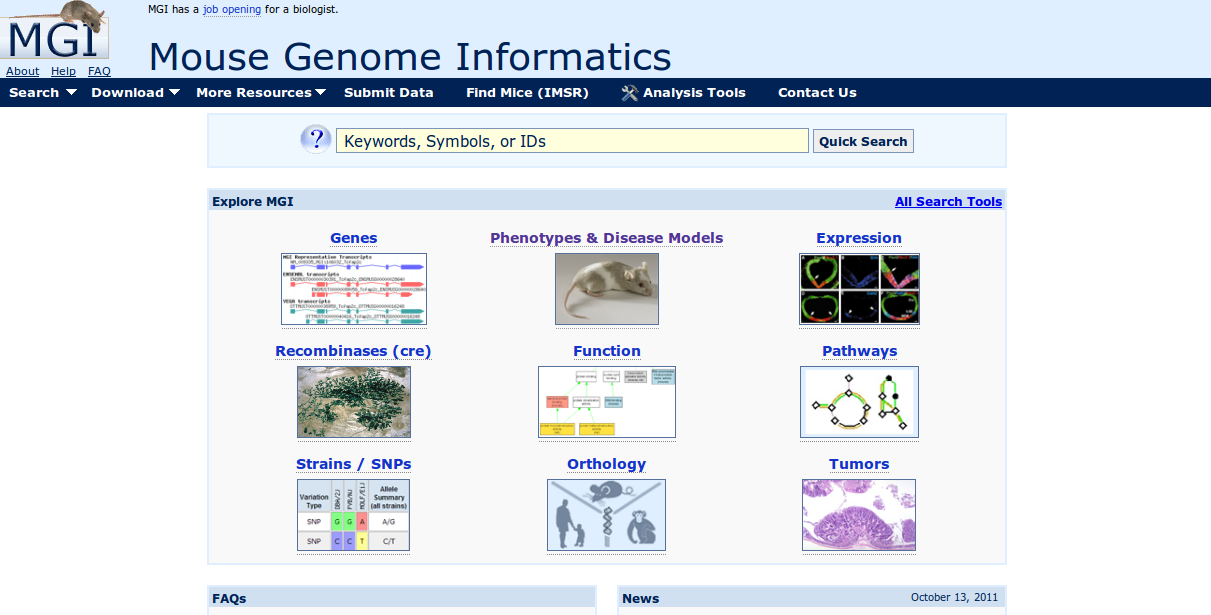 MGI has a job opening for a biologist.
MGI
Mouse Genome Informatics
About Help FAQ
Search Download More Resources Submit Data Find Mice (IMSR) Analysis Tools Contact Us
? Keywords, Symbols, or IDs Quick Search
Explore MGI All Search Tools
Genes Phenotypes & Disease Models Expression
MGI Representation Transcripts
ENSEMBL transcripts
VEGA transcripts
Recombinases (cre) Function Pathways
Strains / SNPs Orthology Tumors
Variation Type DBA/2J FVB/NJ MOLF/EiJ Allele Summary (all strains)
SNP G G A A/G
SNP C C T C/T
FAQs
News October 13, 2011